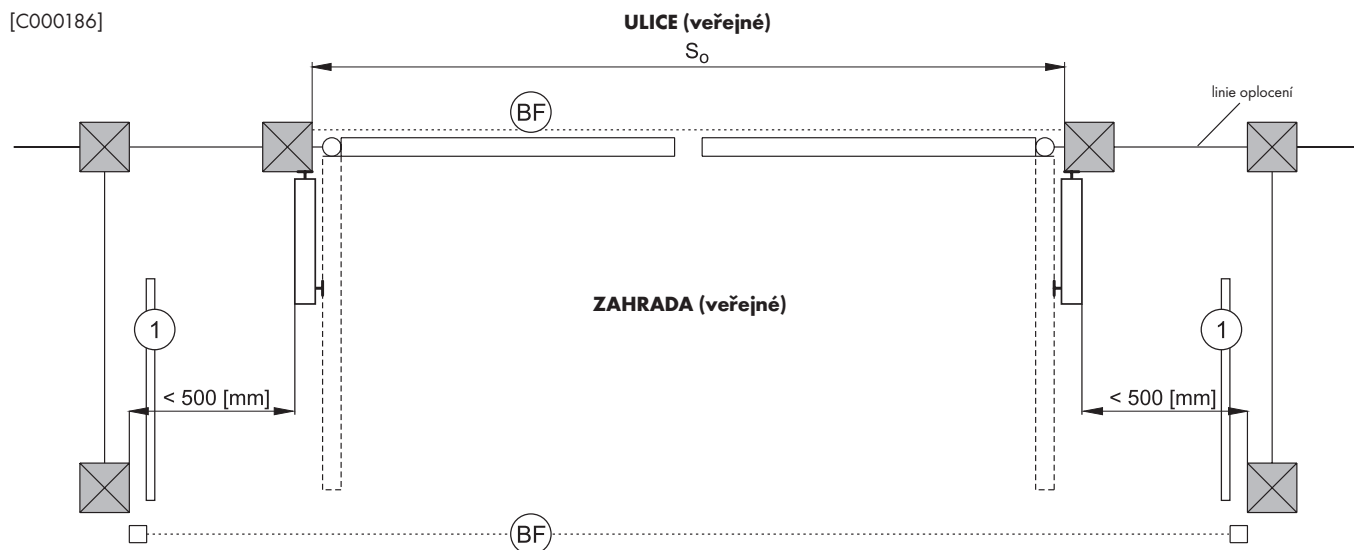 [C000186]
ULICE (veřejné)
So
BF
linie oplocení
ZAHRADA (veřejné)
1
1
< 500 [mm]
< 500 [mm]
BF